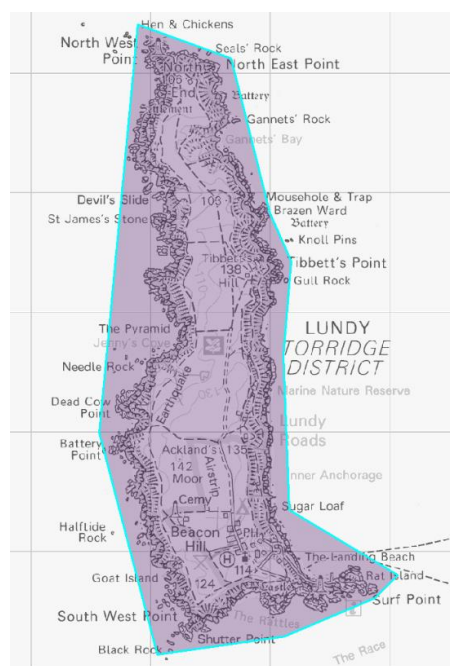 Hen & Chickens
North West
Point
Seals' Rock
North
End
North East Point
Battery
Gannets' Rock
Gannets' Bay
Devil's Slide
103
Mousehole & Trap
Brazen Ward
Battery
St James's Stone
Knoll Pins
Tibbett's
Hill
138
Tibbett's Point
Gull Rock
The Pyramid
Jenny's Cove
LUNDY
TORRIDGE
DISTRICT
Needle Rock
Earthquake
Marine Nature Reserve
Dead Cow
Point
Lundy
Roads
Battery
Point
Ackland's
135
142
Moor
Airstrip
Inner Anchorage
Cemy
Sugar Loaf
Halftide
Rock
Beacon
Hill
PH
H
114
The Landing Beach
Goat Island
124
Castle
Rat Island
Surf Point
South West Point
The Rattles
Shutter Point
Black Rock
The Race